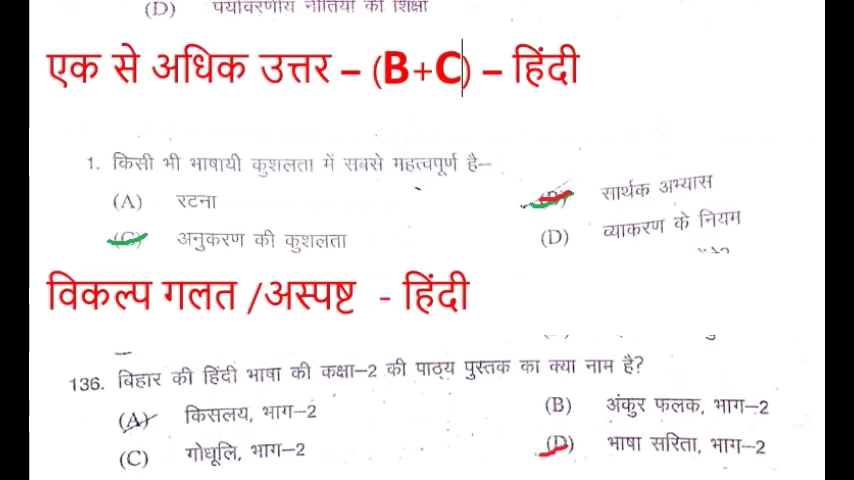 (D) पर्यावरणीय नीतियों की शिक्षा
एक से अधिक उत्तर – (B+C) – हिंदी
1. किसी भी भाषायी कुशलता में सबसे महत्वपूर्ण है–
(A) रटना (B) सार्थक अभ्यास
(C) अनुकरण की कुशलता (D) व्याकरण के नियम
विकल्प गलत /अस्पष्ट - हिंदी
136. बिहार की हिंदी भाषा की कक्षा–2 की पाठ्य पुस्तक का क्या नाम है?
(A) किसलय, भाग–2 (B) अंकुर फलक, भाग–2
(C) गोधूलि, भाग–2 (D) भाषा सरिता, भाग–2